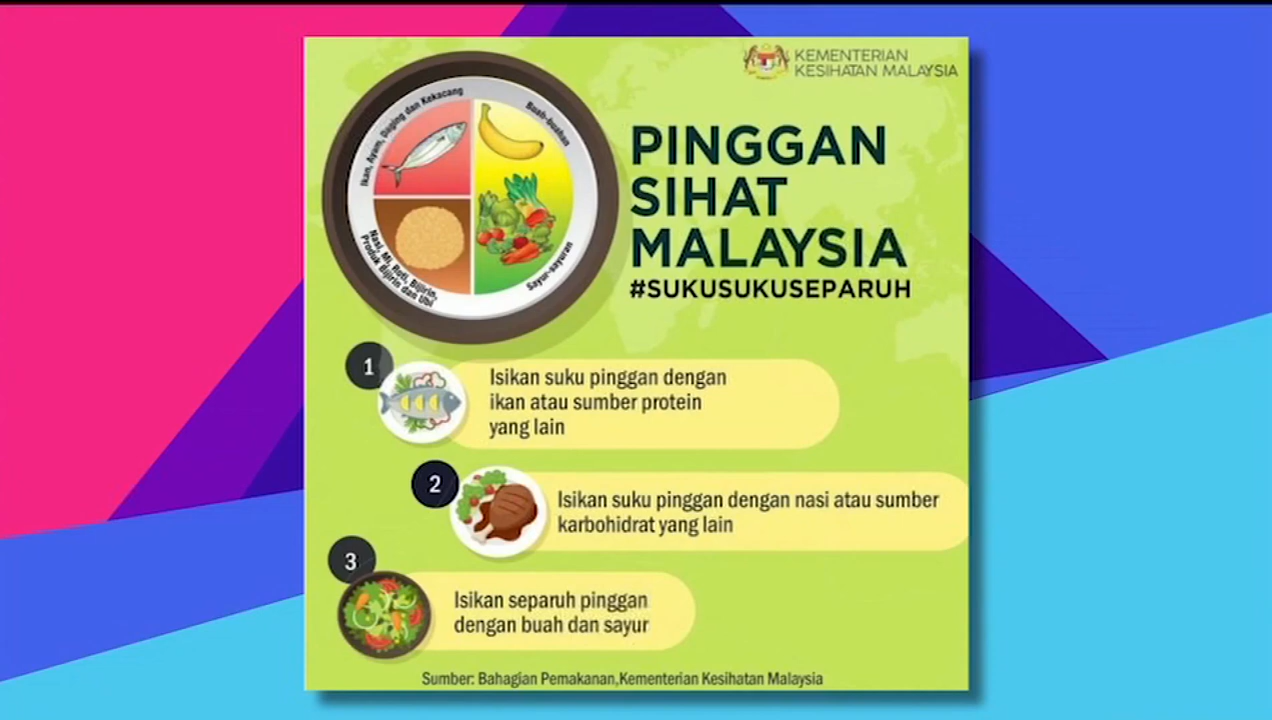 KEMENTERIAN
KESIHATAN MALAYSIA
Ikan, Ayam, Daging dan Kekacang
Buah-buahan
Nasi, Mi, Roti, Bijirin,
Produk Bijirin dan Ubi
Sayur-sayuran
PINGGAN
SIHAT
MALAYSIA
#SUKUSUKUSEPARUH
1
Isikan suku pinggan dengan
ikan atau sumber protein
yang lain
2
Isikan suku pinggan dengan nasi atau sumber
karbohidrat yang lain
3
Isikan separuh pinggan
dengan buah dan sayur
Sumber: Bahagian Pemakanan,Kementerian Kesihatan Malaysia